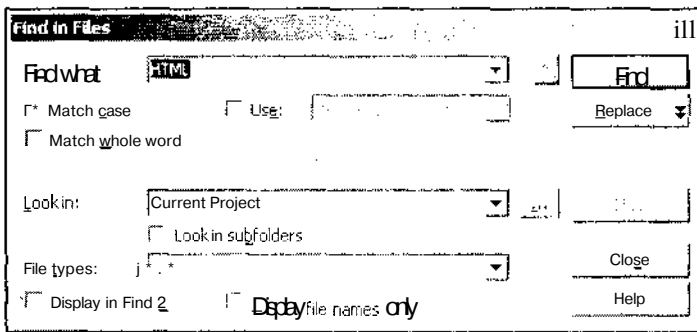 Find in Files ill
Find what HTML Find
Match case Use: Replace
Match whole word
Look in: Current Project
Look in subfolders
File types: j*.* Close
Display in Find 2 Display file names only Help